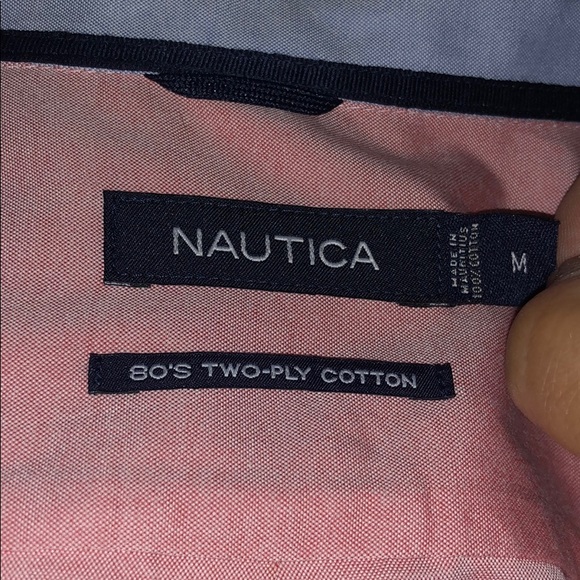 NAUTICA
MADE IN
MAURITIUS
100% COTTON
M
80'S TWO-PLY COTTON